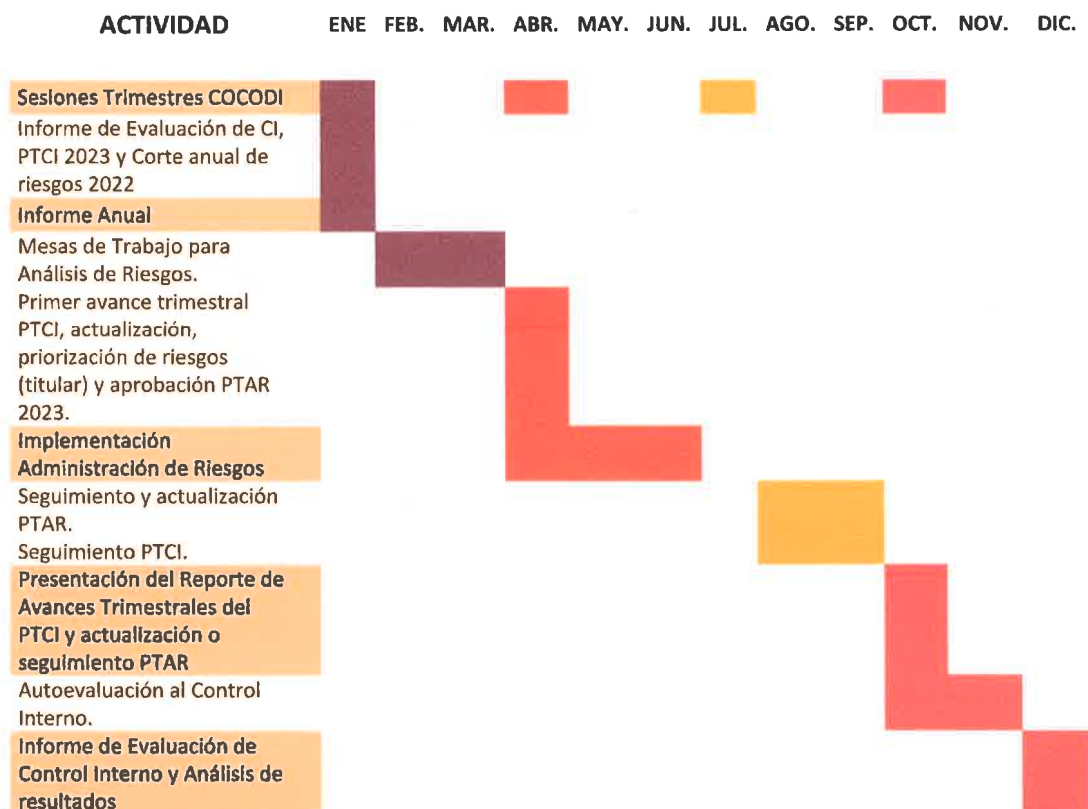 ACTIVIDAD ENE FEB. MAR. ABR. MAY. JUN. JUL. AGO. SEP. OCT. NOV. DIC.
Sesiones Trimestres COCODI
Informe de Evaluación de CI,
PTCI 2023 y Corte anual de
riesgos 2022
Informe Anual
Mesas de Trabajo para
Análisis de Riesgos.
Primer avance trimestral
PTCI, actualización,
priorización de riesgos
(titular) y aprobación PTAR
2023.
Implementación
Administración de Riesgos
Seguimiento y actualización
PTAR.
Seguimiento PTCI.
Presentación del Reporte de
Avances Trimestrales del
PTCI y actualización o
seguimiento PTAR
Autoevaluación al Control
Interno.
Informe de Evaluación de
Control Interno y Análisis de
resultados